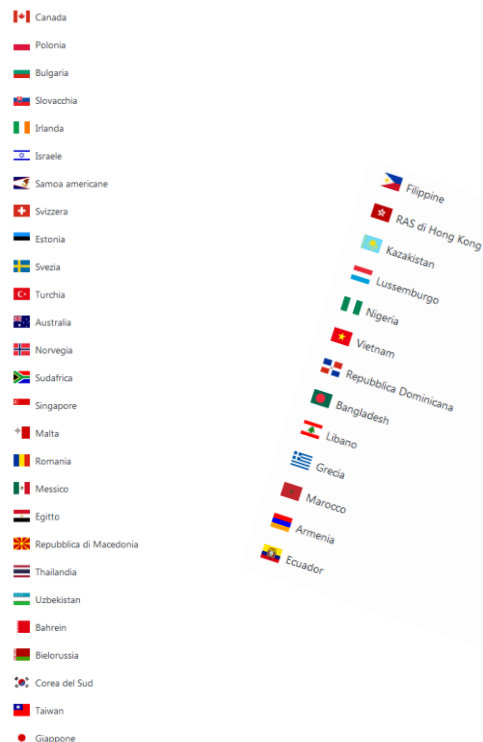 Canada
Polonia
Bulgaria
Slovacchia
Irlanda
Israele
Samoa americane
Svizzera
Estonia
Svezia
Turchia
Australia
Norvegia
Sudafrica
Singapore
Malta
Romania
Messico
Egitto
Repubblica di Macedonia
Thailandia
Uzbekistan
Bahrein
Bielorussia
Corea del Sud
Taiwan
Giappone
Filippine
RAS di Hong Kong
Kazakistan
Lussemburgo
Nigeria
Vietnam
Repubblica Dominicana
Bangladesh
Libano
Grecia
Marocco
Armenia
Ecuador